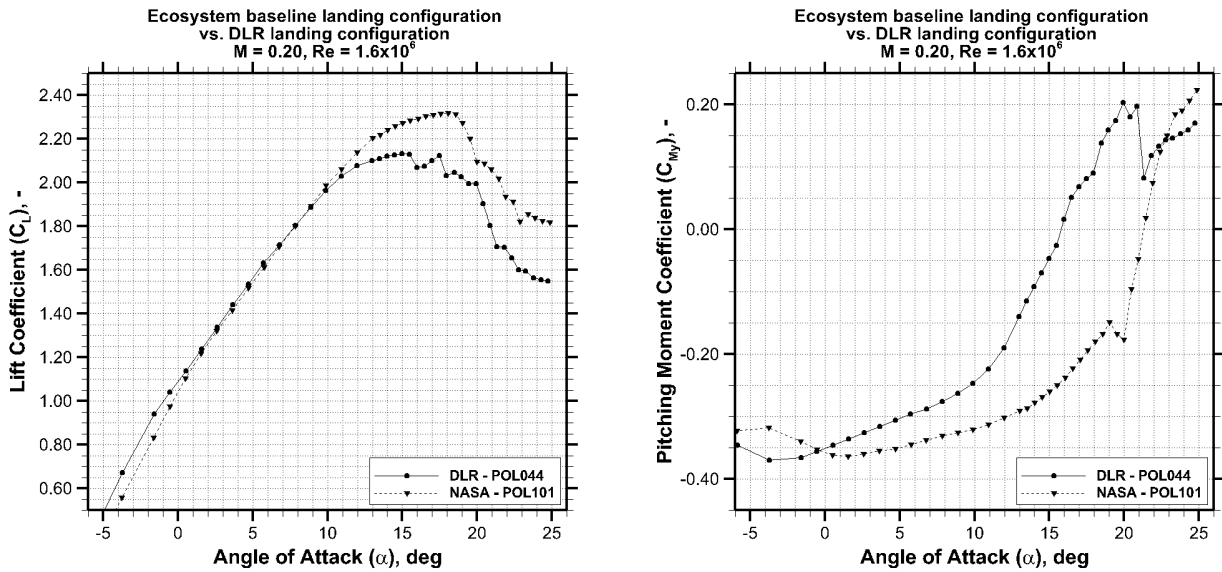 Ecosystem baseline landing configuration
vs. DLR landing configuration
M = 0.20, Re = 1.6x10⁶
Lift Coefficient (C_L), -
2.40
2.20
2.00
1.80
1.60
1.40
1.20
1.00
0.80
0.60
DLR - POL044
NASA - POL101
-5 0 5 10 15 20 25
Angle of Attack (α), deg
Ecosystem baseline landing configuration
vs. DLR landing configuration
M = 0.20, Re = 1.6x10⁶
Pitching Moment Coefficient (C_My), -
0.20
0.00
-0.20
-0.40
DLR - POL044
NASA - POL101
-5 0 5 10 15 20 25
Angle of Attack (α), deg